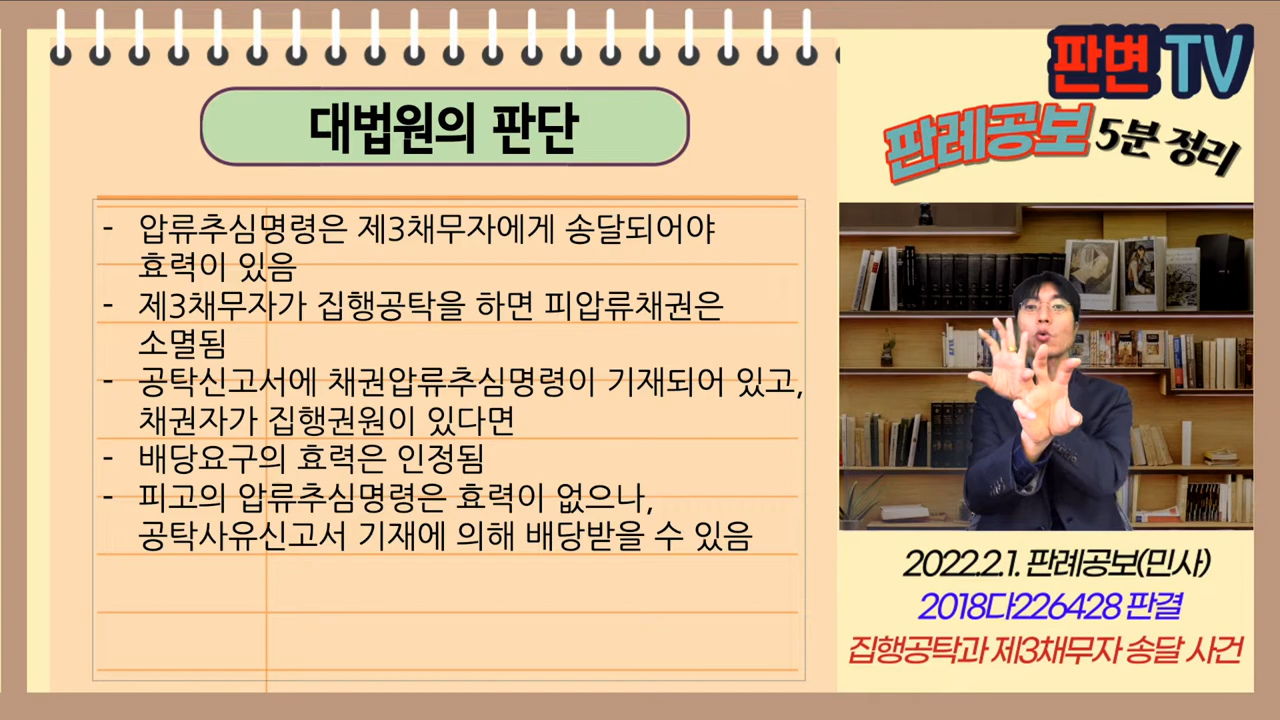 대법원의 판단
- 압류추심명령은 제3채무자에게 송달되어야
효력이 있음
- 제3채무자가 집행공탁을 하면 피압류채권은
소멸됨
- 공탁신고서에 채권압류추심명령이 기재되어 있고,
채권자가 집행권원이 있다면
- 배당요구의 효력은 인정됨
- 피고의 압류추심명령은 효력이 없으나,
공탁사유신고서 기재에 의해 배당받을 수 있음
판변 TV
판례공보 5분 정리
2022.2.1. 판례공보(민사)
2018다226428 판결
집행공탁과 제3채무자 송달 사건